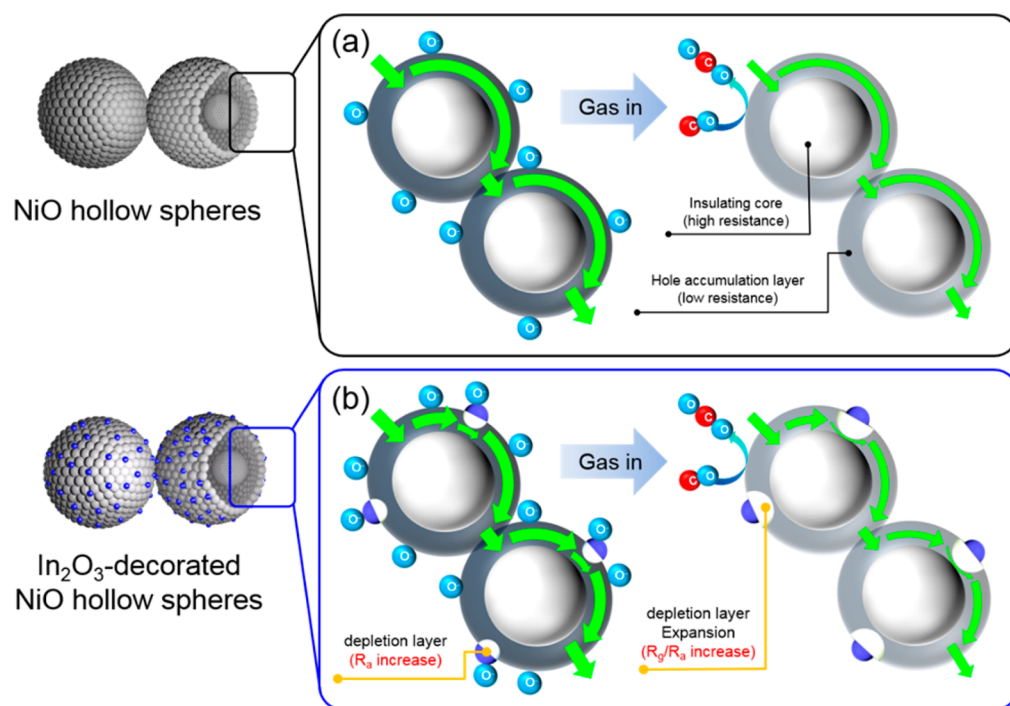 (a)
O⁻
O⁻
O⁻
O⁻
O⁻
O⁻
O⁻
O⁻
Gas in
O
C
O
C
O
NiO hollow spheres
Insulating core
(high resistance)
Hole accumulation layer
(low resistance)
(b)
O⁻
O⁻
O⁻
O⁻
O⁻
O⁻
O⁻
O⁻
O⁻
O⁻
O⁻
Gas in
O
C
O
C
O
In₂O₃-decorated
NiO hollow spheres
depletion layer
(Rₐ increase)
depletion layer
Expansion
(R_g/Rₐ increase)